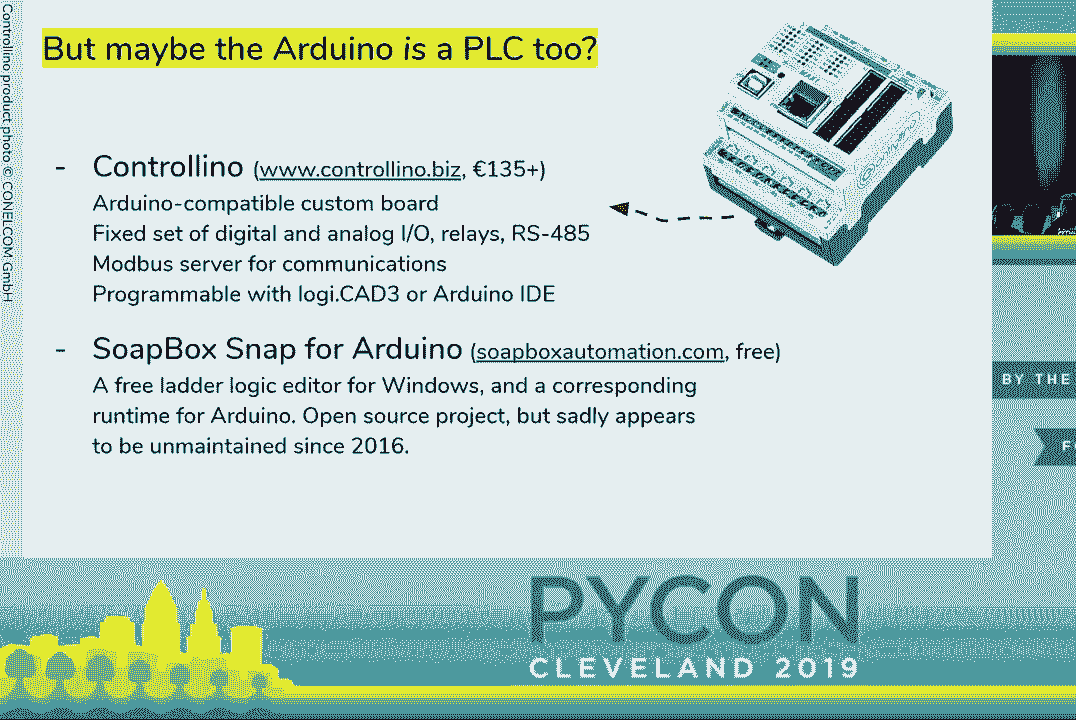 But maybe the Arduino is a PLC too?
- Controllino (www.controllino.biz, €135+)
Arduino-compatible custom board
Fixed set of digital and analog I/O, relays, RS-485
Modbus server for communications
Programmable with logi.CAD3 or Arduino IDE
- SoapBox Snap for Arduino (soapboxautomation.com, free)
A free ladder logic editor for Windows, and a corresponding
runtime for Arduino. Open source project, but sadly appears
to be unmaintained since 2016.
Controllino product photo © CONELCOM GmbH
BY THE
PYCON
CLEVELAND 2019